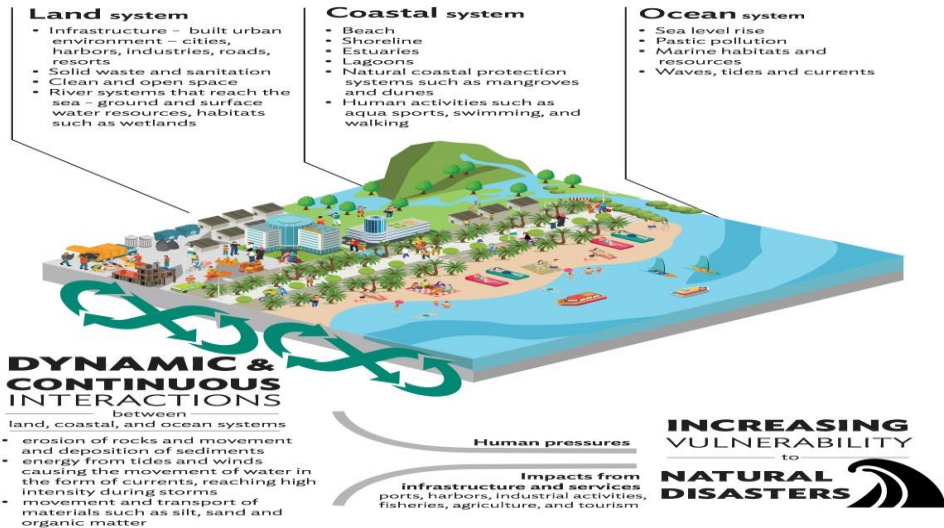 Land system
• Infrastructure – built urban
environment – cities,
harbors, industries, roads,
resorts
• Solid waste and sanitation
• Clean and open space
• River systems that reach the
sea – ground and surface
water resources, habitats
such as wetlands
Coastal system
• Beach
• Shoreline
• Estuaries
• Lagoons
• Natural coastal protection
systems such as mangroves
and dunes
• Human activities such as
aqua sports, swimming, and
walking
Ocean system
• Sea level rise
• Pastic pollution
• Marine habitats and
resources
• Waves, tides and currents
DYNAMIC &
CONTINUOUS
INTERACTIONS
between
land, coastal, and ocean systems
• erosion of rocks and movement
and deposition of sediments
• energy from tides and winds
causing the movement of water in
the form of currents, reaching high
intensity during storms
• movement and transport of
materials such as silt, sand and
organic matter
Human pressures
Impacts from
infrastructure and services
ports, harbors, industrial activities,
fisheries, agriculture, and tourism
INCREASING
VULNERABILITY
to
NATURAL
DISASTERS